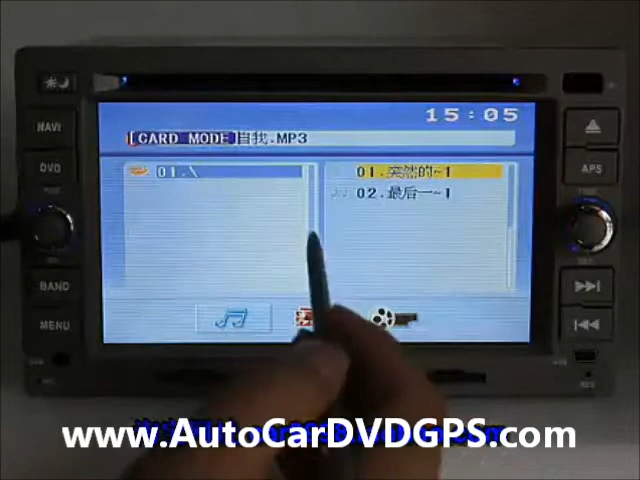 NAVI
15:05
[CARD MODE]自我.MP3
DVD
APS
01.\
01.突然的~1
02.最后一~1
BAND
MENU
www.AutoCarDVDGPS.com